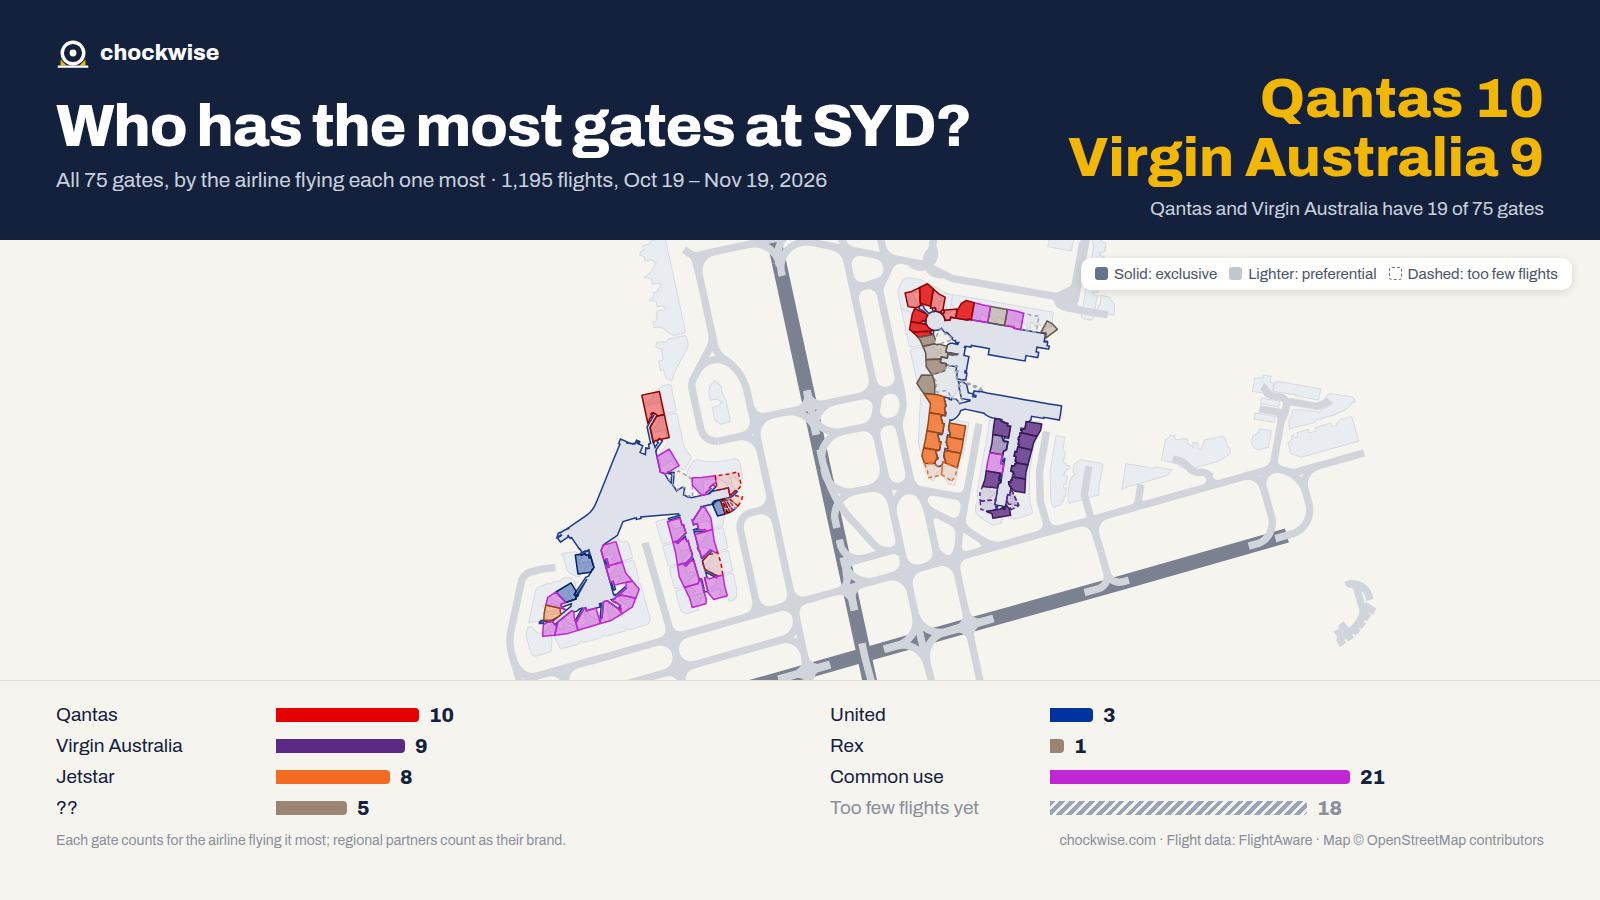 chockwise
Who has the most gates at SYD?
All 75 gates, by the airline flying each one most · 1,195 flights, Oct 19 – Nov 19, 2026
Qantas 10
Virgin Australia 9
Qantas and Virgin Australia have 19 of 75 gates
Solid: exclusive Lighter: preferential Dashed: too few flights
Qantas 10
Virgin Australia 9
Jetstar 8
?? 5
United 3
Rex 1
Common use 21
Too few flights yet 18
Each gate counts for the airline flying it most; regional partners count as their brand.
chockwise.com · Flight data: FlightAware · Map © OpenStreetMap contributors